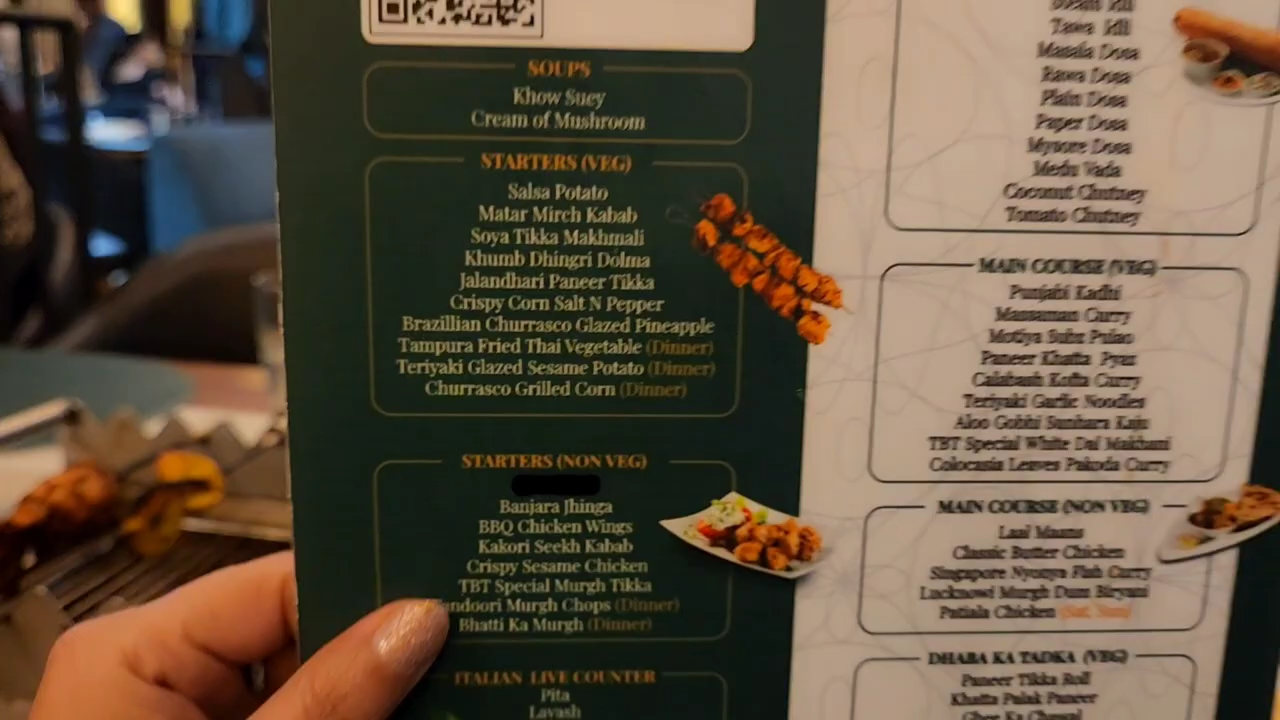 SOUPS
Khow Suey
Cream of Mushroom
STARTERS (VEG)
Salsa Potato
Matar Mirch Kabab
Soya Tikka Makhmali
Khumb Dhingri Dolma
Jalandhari Paneer Tikka
Crispy Corn Salt N Pepper
Brazillian Churrasco Glazed Pineapple
Tampura Fried Thai Vegetable (Dinner)
Teriyaki Glazed Sesame Potato (Dinner)
Churrasco Grilled Corn (Dinner)
STARTERS (NON VEG)
Banjara Jhinga
BBQ Chicken Wings
Kakori Seekh Kabab
Crispy Sesame Chicken
TBT Special Murgh Tikka
andoori Murgh Chops (Dinner)
Bhatti Ka Murgh (Dinner)
ITALIAN LIVE COUNTER
Pita
Lavash
Tawa Idli
Masala Dosa
Rawa Dosa
Plain Dosa
Paper Dosa
Mysore Dosa
Medu Vada
Coconut Chutney
Tomato Chutney
MAIN COURSE (VEG)
Punjabi Kadhi
Massaman Curry
Motiya Subz Pulao
Paneer Khatta Pyaz
Calabash Kofta Curry
Teriyaki Garlic Noodles
Aloo Gobhi Sunhara Kaju
TBT Special White Dal Makhani
Colocasia Leaves Pakoda Curry
MAIN COURSE (NON VEG)
Laal Maans
Classic Butter Chicken
Singapore Nyonya Fish Curry
Lucknowi Murgh Dum Biryani
Patiala Chicken
DHABA KA TADKA (VEG)
Paneer Tikka Roll
Khatta Palak Paneer